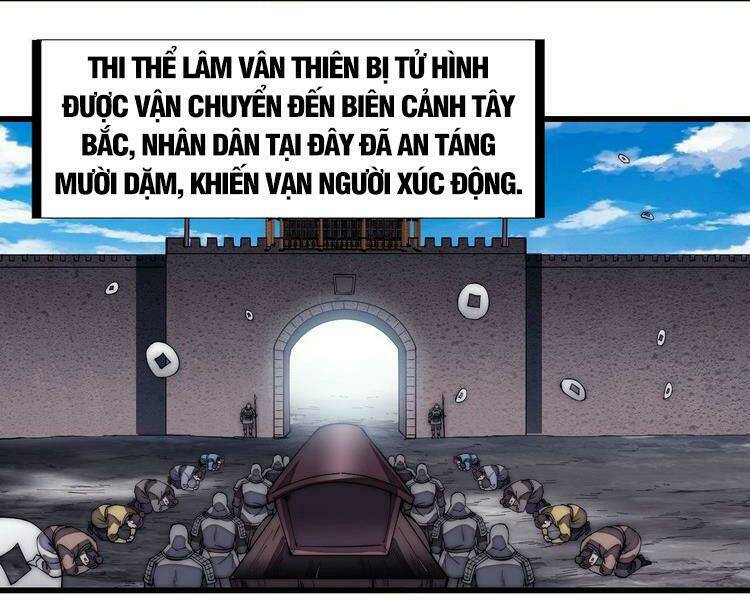 THI THỂ LÂM VÂN THIÊN BỊ TỬ HÌNH
ĐƯỢC VẬN CHUYỂN ĐẾN BIÊN CẢNH TÂY
BẮC, NHÂN DÂN TẠI ĐÂY ĐÃ AN TÁNG
MƯỜI DẶM, KHIẾN VẠN NGƯỜI XÚC ĐỘNG.